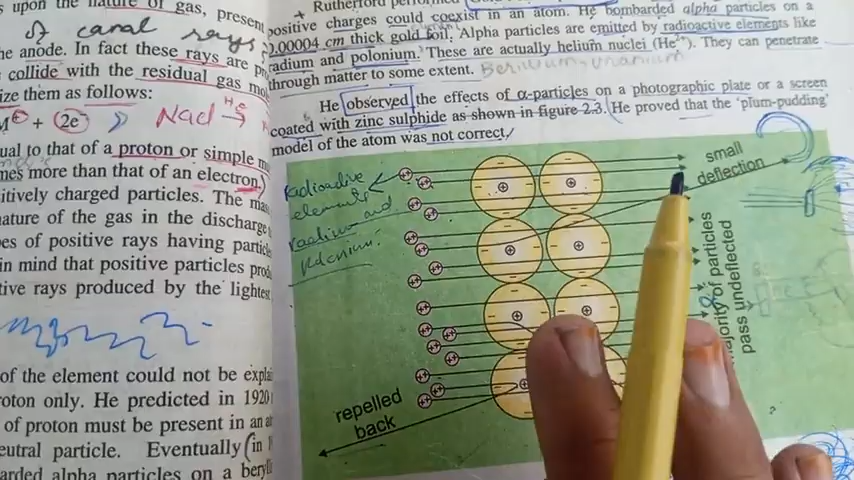 s upon the nature of gas, present
of canal rays
he anode. In fact these rays are pr
collide with the residual gas mol
ize them as follows:
M⊕ + 2e⁻
ual to that of a proton or simple m
mes more than that of an electron.
itively charged particles. The mas
ature of the gas in the discharge
es of positive rays having particl
in mind that positive particles prod
tive rays produced by the lightest
of the element could not be explai
roton only. He predicted in 1920
of proton must be present in an at
eutral particle. Eventually (in 1
arded alpha particles on a beryl
Rutherford performed
positive charges could coexist in an atom. He bombarded alpha particles on a
0.00004 cm thick gold foil. Alpha particles are emitted by radioactive elements like
radium and polonium. These are actually helium nuclei (He²⁺). They can penetrate
through matter to some extent.
He observed the effects of α-particles on a photographic plate or a screen
coated with zinc sulphide as shown in figure 2.3. He proved that the 'plum-pudding'
model of the atom was not correct.
Radioactive
elements
radium and
small
deflection
majority of particles
pass undeflected
repelled
back